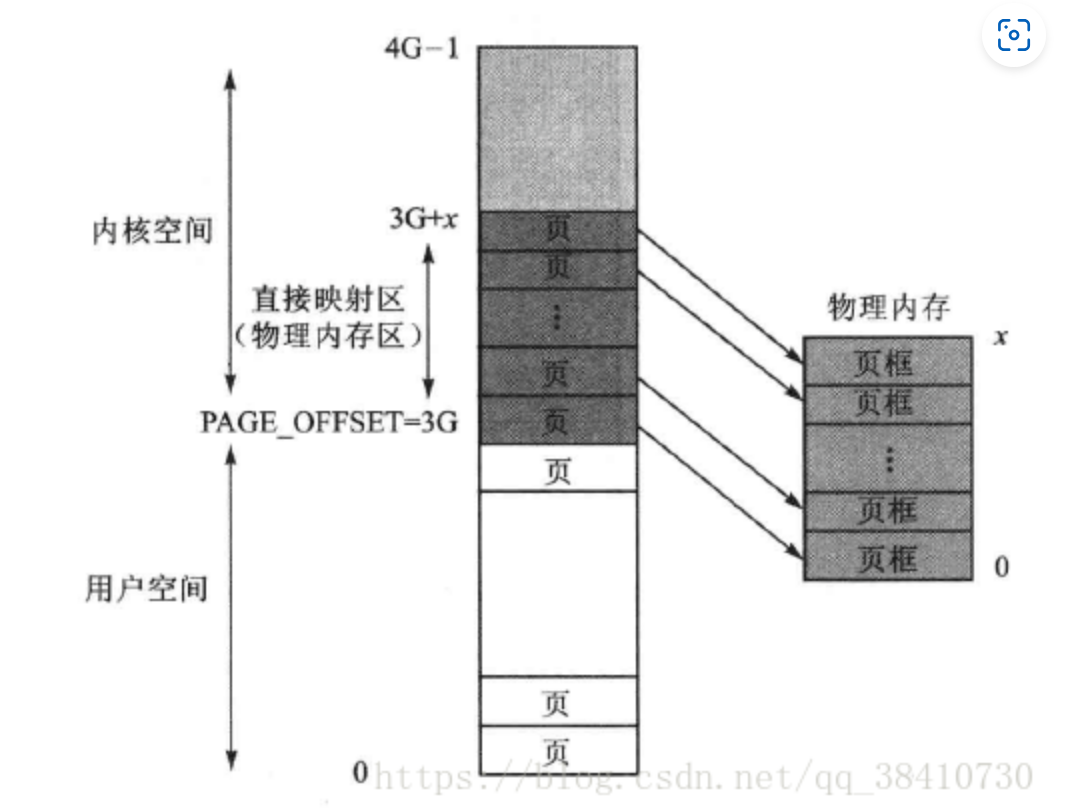 4G−1
3G+x
页
页
内核空间
直接映射区
（物理内存区）
物理内存
x
页框
页框
页框
页框
0
页
页
PAGE_OFFSET=3G
页
用户空间
页
页
0
https://blog.csdn.net/qq_38410730